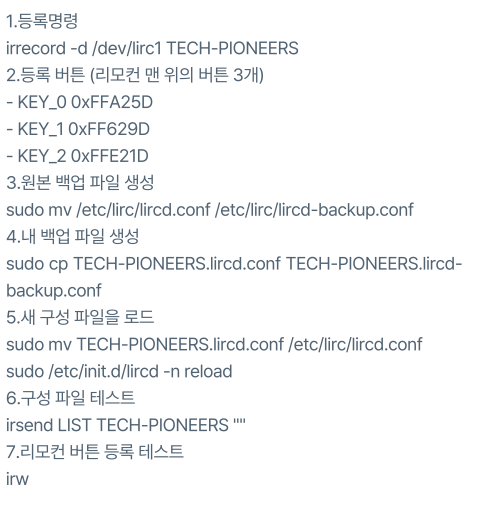 1.등록명령
irrecord -d /dev/lirc1 TECH-PIONEERS
2.등록 버튼 (리모컨 맨 위의 버튼 3개)
- KEY_0 0xFFA25D
- KEY_1 0xFF629D
- KEY_2 0xFFE21D
3.원본 백업 파일 생성
sudo mv /etc/lirc/lircd.conf /etc/lirc/lircd-backup.conf
4.내 백업 파일 생성
sudo cp TECH-PIONEERS.lircd.conf TECH-PIONEERS.lircd-
backup.conf
5.새 구성 파일을 로드
sudo mv TECH-PIONEERS.lircd.conf /etc/lirc/lircd.conf
sudo /etc/init.d/lircd -n reload
6.구성 파일 테스트
irsend LIST TECH-PIONEERS ""
7.리모컨 버튼 등록 테스트
irw